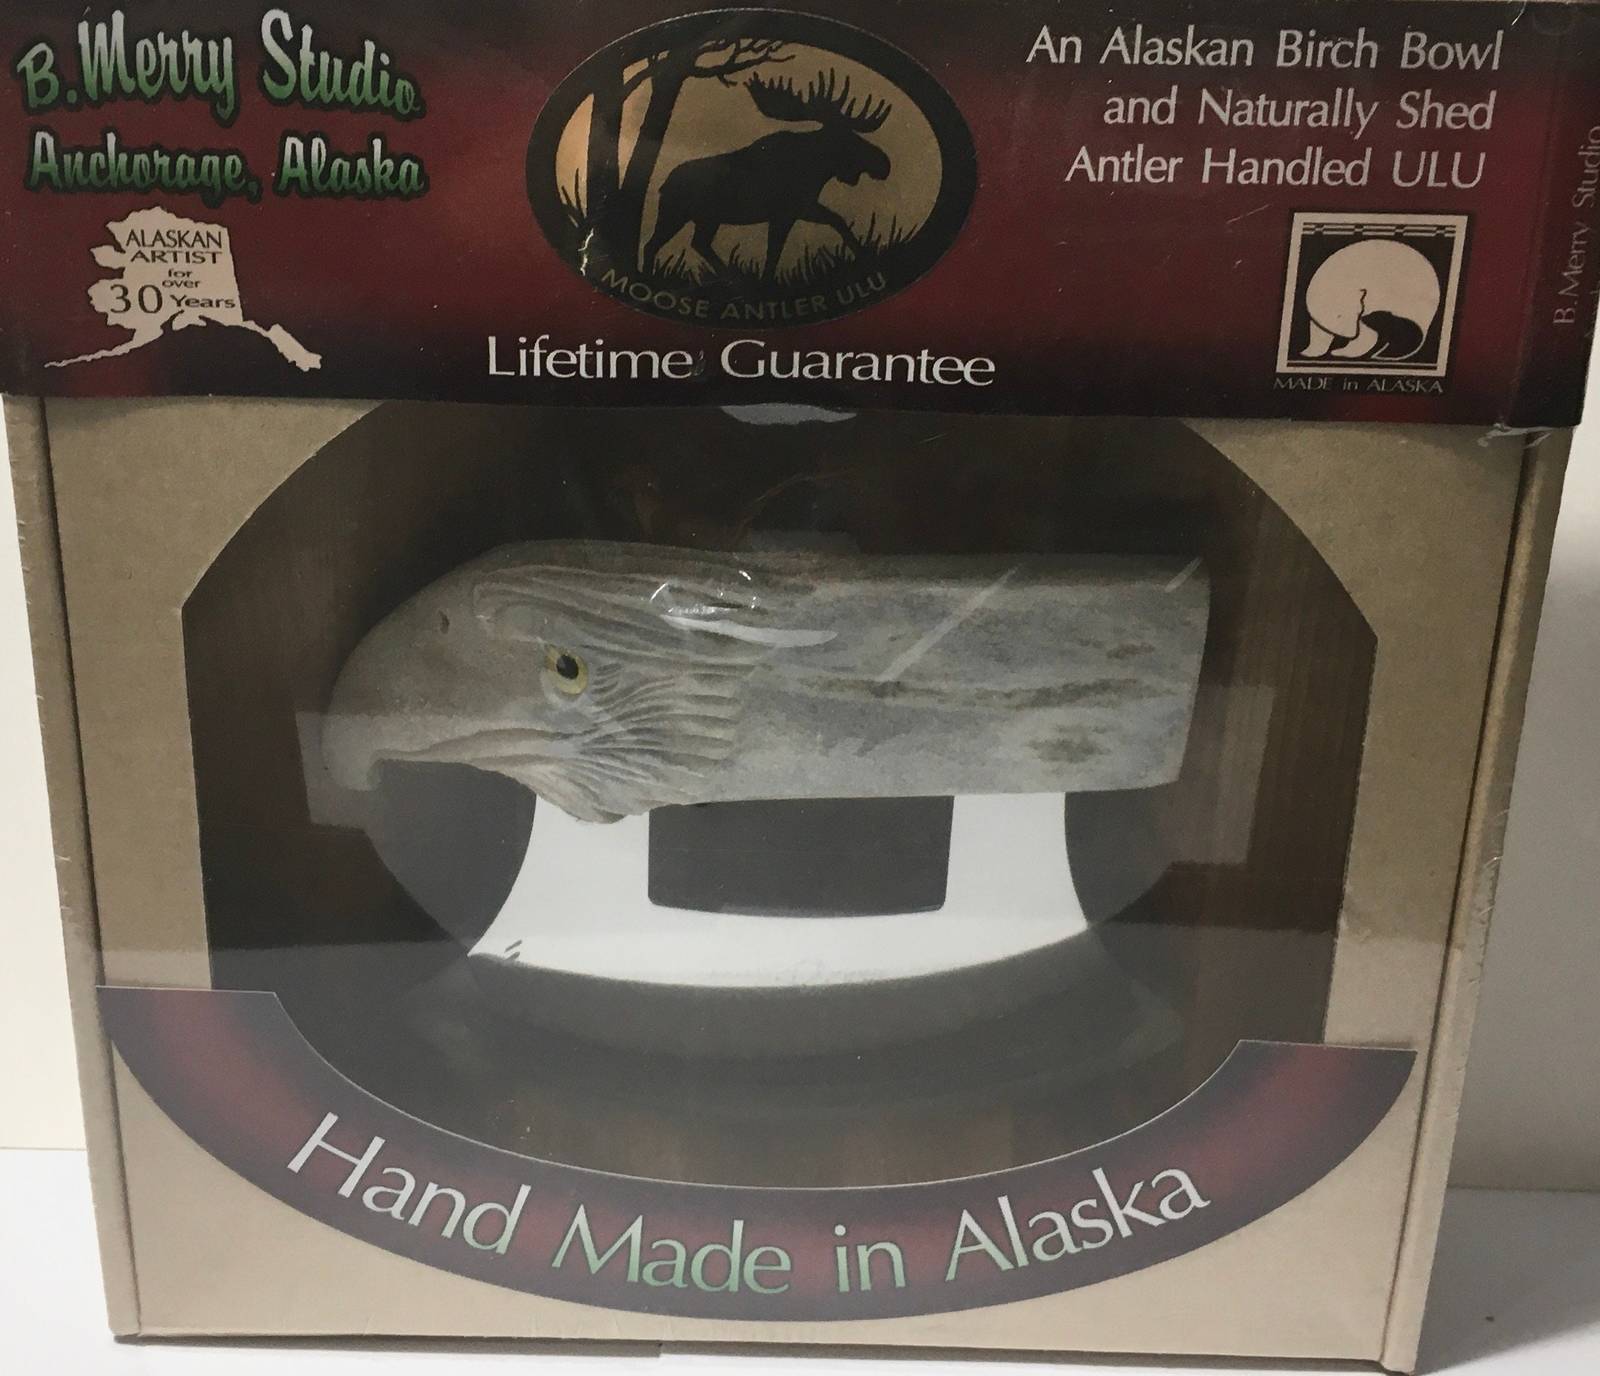 B. Merry Studio
Anchorage, Alaska
ALASKAN
ARTIST
for
over
30 Years
MOOSE ANTLER ULU
Lifetime Guarantee
An Alaskan Birch Bowl
and Naturally Shed
Antler Handled ULU
MADE in ALASKA
B. Merry Studio
Hand Made in Alaska